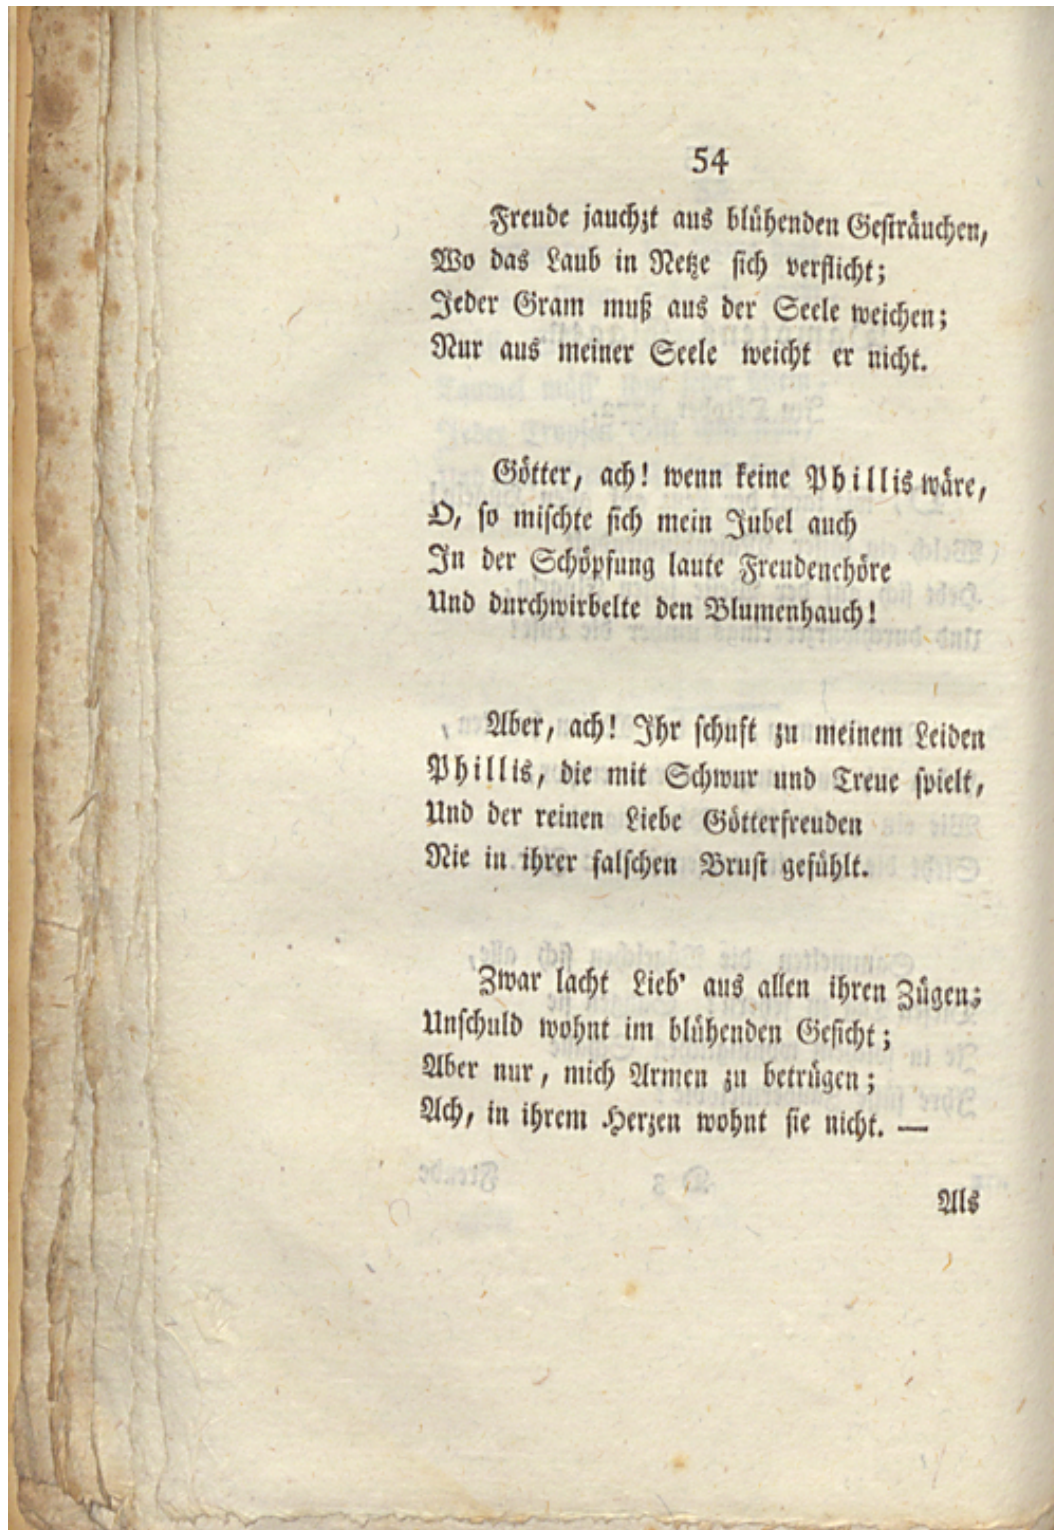 54
Freude jauchzt aus blühenden Gesträuchen,
Wo das Laub in Netze sich verflicht;
Jeder Gram muß aus der Seele weichen;
Nur aus meiner Seele weicht er nicht.
Götter, ach! wenn keine Phillis wäre,
O, so mischte sich mein Jubel auch
In der Schöpfung laute Freudenchöre
Und durchwirbelte den Blumenhauch!
Aber, ach! Ihr schuft zu meinem Leiden
Phillis, die mit Schwur und Treue spielt,
Und der reinen Liebe Götterfreuden
Nie in ihrer falschen Brust gefühlt.
Zwar lacht Lieb' aus allen ihren Zügen;
Unschuld wohnt im blühenden Gesicht;
Aber nur, mich Armen zu betrügen;
Ach, in ihrem Herzen wohnt sie nicht. —
Als